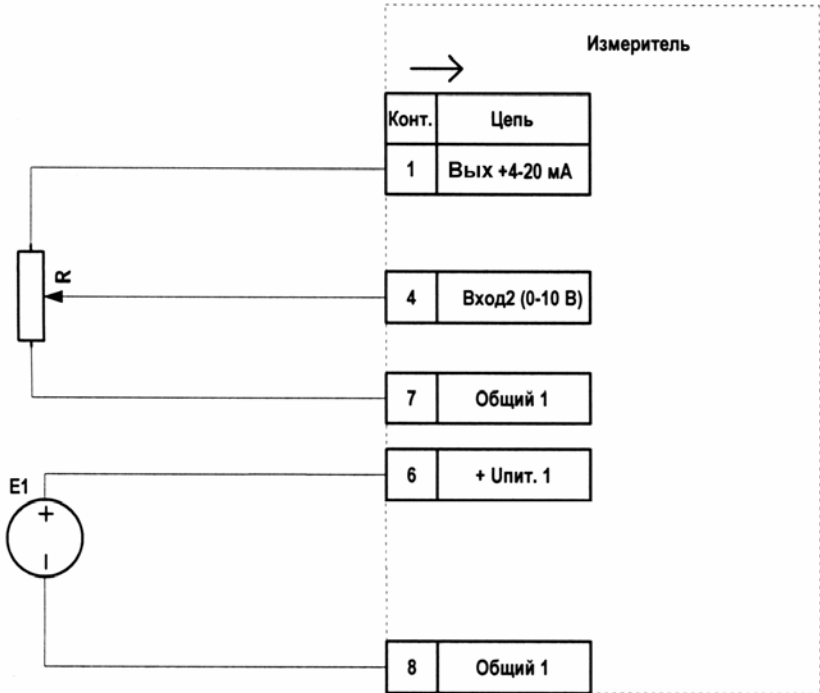 Измеритель
Конт. Цепь
1 Вых +4-20 мА
R
4 Вход2 (0-10 В)
7 Общий 1
6 + Uпит. 1
E1
8 Общий 1